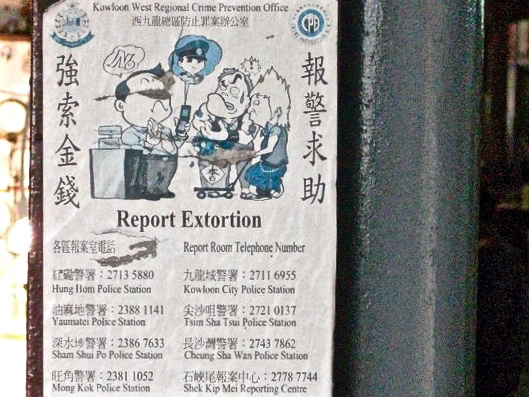 Kowloon West Regional Crime Prevention Office
西九龍總區防止罪案辦公室
CPB
No
強索金錢
報警求助
Report Extortion
各區報案室電話 Report Room Telephone Number
紅磡警署：2713 5880
Hung Hom Police Station
九龍城警署：2711 6955
Kowloon City Police Station
油麻地警署：2388 1141
Yaumatei Police Station
尖沙咀警署：2721 0137
Tsim Sha Tsui Police Station
深水埗警署：2386 7633
Sham Shui Po Police Station
長沙灣警署：2743 7862
Cheung Sha Wan Police Station
旺角警署：2381 1052
Mong Kok Police Station
石峽尾報案中心：2778 7744
Shek Kip Mei Reporting Centre